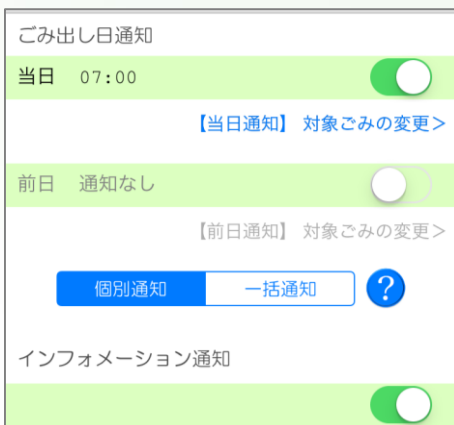 ごみ出し日通知
当日 07:00
【当日通知】 対象ごみの変更＞
前日 通知なし
【前日通知】 対象ごみの変更＞
個別通知 一括通知 ?
インフォメーション通知